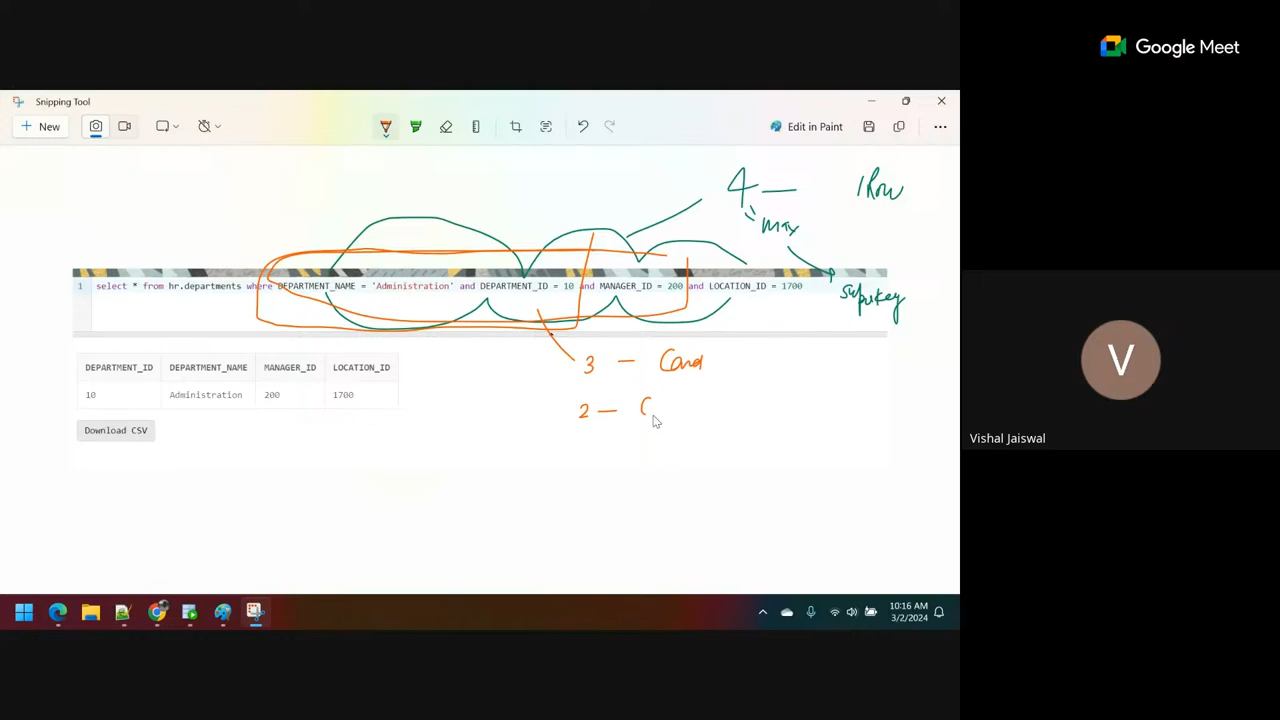 Google Meet
Snipping Tool
New
Edit in Paint
4 — 1 Row
max
1 select * from hr.departments where DEPARTMENT_NAME = 'Administration' and DEPARTMENT_ID = 10 and MANAGER_ID = 200 and LOCATION_ID = 1700
3 — Cand
DEPARTMENT_ID DEPARTMENT_NAME MANAGER_ID LOCATION_ID
10 Administration 200 1700
2 — C
Download CSV
V
Vishal Jaiswal
10:16 AM
3/2/2024